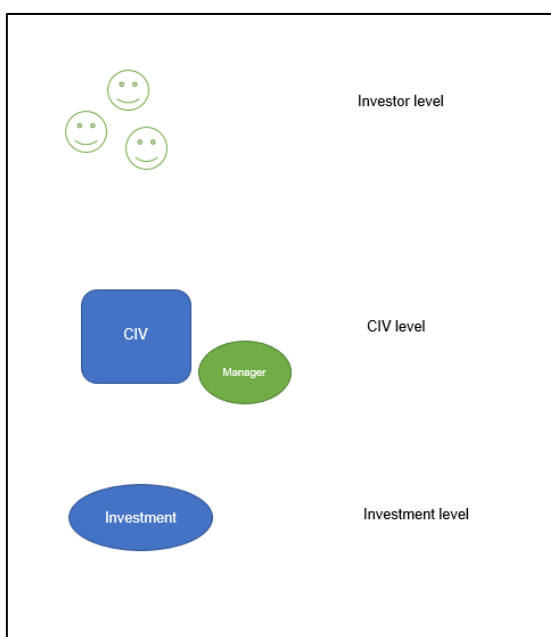 Investor level
CIV
CIV level
Manager
Investment
Investment level